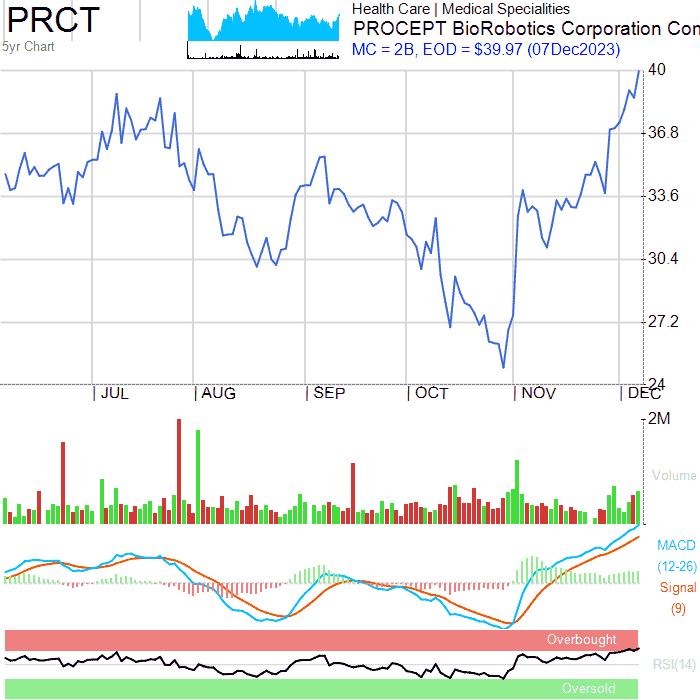 PRCT
5yr Chart
Health Care | Medical Specialities
PROCEPT BioRobotics Corporation Con
MC = 2B, EOD = $39.97 (07Dec2023)
40
36.8
33.6
30.4
27.2
24
JUL AUG SEP OCT NOV DEC
2M
Volume
MACD
(12-26)
Signal
(9)
Overbought
RSI(14)
Oversold